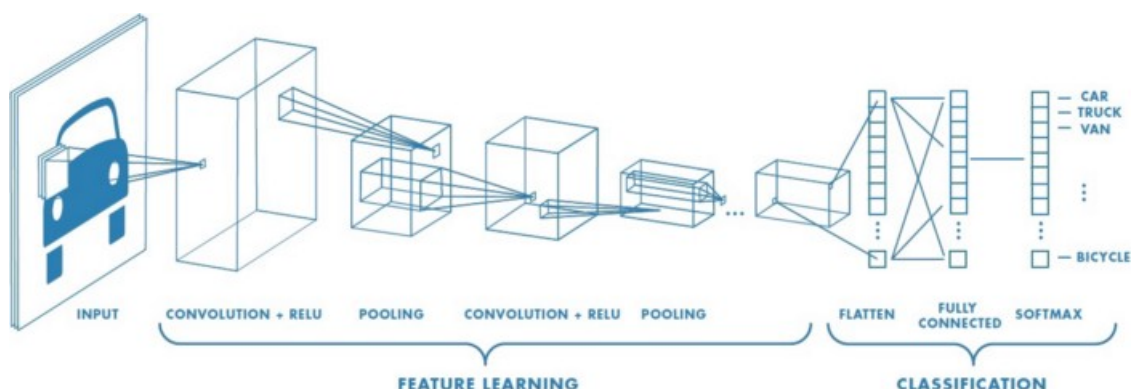 CAR
TRUCK
VAN
BICYCLE
INPUT
CONVOLUTION + RELU
POOLING
CONVOLUTION + RELU
POOLING
FLATTEN
FULLY
CONNECTED
SOFTMAX
FEATURE LEARNING
CLASSIFICATION